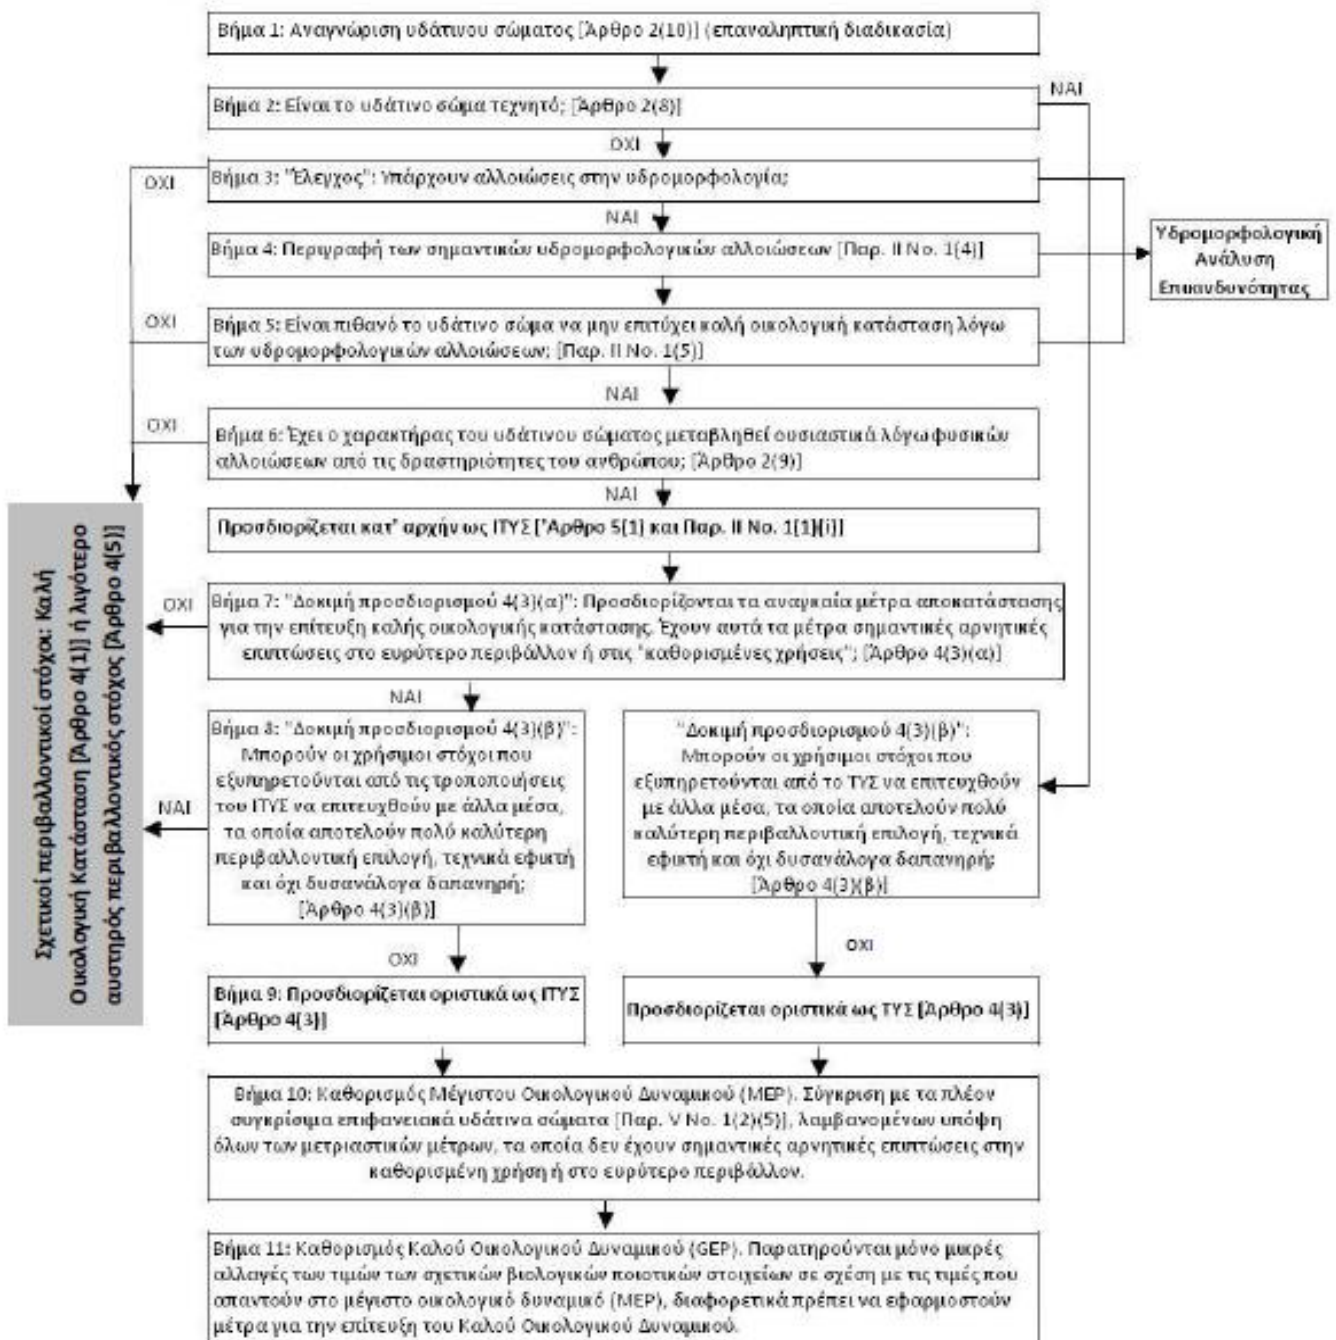 Βήμα 1: Αναγνώριση υδάτινου σώματος [Άρθρο 2(10)] (επαναληπτική διαδικασία)
Βήμα 2: Είναι το υδάτινο σώμα τεχνητό; [Άρθρο 2(8)]
ΝΑΙ
ΟΧΙ
Βήμα 3: "Έλεγχος": Υπάρχουν αλλοιώσεις στην υδρομορφολογία;
ΟΧΙ
ΝΑΙ
Βήμα 4: Περιγραφή των σημαντικών υδρομορφολογικών αλλοιώσεων [Παρ. ΙΙ Νο. 1(4)]
Υδρομορφολογική
Ανάλυση
Επικινδυνότητας
ΟΧΙ
Βήμα 5: Είναι πιθανό το υδάτινο σώμα να μην επιτύχει καλή οικολογική κατάσταση λόγω
των υδρομορφολογικών αλλοιώσεων; [Παρ. ΙΙ Νο. 1(5)]
ΝΑΙ
ΟΧΙ
Βήμα 6: Έχει ο χαρακτήρας του υδάτινου σώματος μεταβληθεί ουσιαστικά λόγω φυσικών
αλλοιώσεων από τις δραστηριότητες του ανθρώπου; [Άρθρο 2(9)]
ΝΑΙ
Προσδιορίζεται κατ' αρχήν ως ΙΤΥΣ ['Αρθρο 5(1) και Παρ. ΙΙ Νο. 1(1)(i)]
Σχετικοί περιβαλλοντικοί στόχοι: Καλή
Οικολογική Κατάσταση [Άρθρο 4(1)] ή λιγότερο
αυστηρός περιβαλλοντικός στόχος [Άρθρο 4(5)]
ΟΧΙ
Βήμα 7: "Δοκιμή προσδιορισμού 4(3)(α)": Προσδιορίζονται τα αναγκαία μέτρα αποκατάστασης
για την επίτευξη καλής οικολογικής κατάστασης. Έχουν αυτά τα μέτρα σημαντικές αρνητικές
επιπτώσεις στο ευρύτερο περιβάλλον ή στις "καθορισμένες χρήσεις"; [Άρθρο 4(3)(α)]
ΝΑΙ
Βήμα 8: "Δοκιμή προσδιορισμού 4(3)(β)":
Μπορούν οι χρήσιμοι στόχοι που
εξυπηρετούνται από τις τροποποιήσεις
του ΙΤΥΣ να επιτευχθούν με άλλα μέσα,
τα οποία αποτελούν πολύ καλύτερη
περιβαλλοντική επιλογή, τεχνικά εφικτή
και όχι δυσανάλογα δαπανηρή;
[Άρθρο 4(3)(β)]
ΝΑΙ
"Δοκιμή προσδιορισμού 4(3)(β)":
Μπορούν οι χρήσιμοι στόχοι που
εξυπηρετούνται από το ΤΥΣ να επιτευχθούν
με άλλα μέσα, τα οποία αποτελούν πολύ
καλύτερη περιβαλλοντική επιλογή, τεχνικά
εφικτή και όχι δυσανάλογα δαπανηρή;
[Άρθρο 4(3)(β)]
ΟΧΙ
ΟΧΙ
Βήμα 9: Προσδιορίζεται οριστικά ως ΙΤΥΣ
[Άρθρο 4(3)]
Προσδιορίζεται οριστικά ως ΤΥΣ [Άρθρο 4(3)]
Βήμα 10: Καθορισμός Μέγιστου Οικολογικού Δυναμικού (MEP). Σύγκριση με τα πλέον
συγκρίσιμα επιφανειακά υδάτινα σώματα [Παρ. V No. 1(2)(5)], λαμβανομένων υπόψη
όλων των μετριαστικών μέτρων, τα οποία δεν έχουν σημαντικές αρνητικές επιπτώσεις στην
καθορισμένη χρήση ή στο ευρύτερο περιβάλλον.
Βήμα 11: Καθορισμός Καλού Οικολογικού Δυναμικού (GEP). Παρατηρούνται μόνο μικρές
αλλαγές των τιμών των σχετικών βιολογικών ποιοτικών στοιχείων σε σχέση με τις τιμές που
απαντούν στο μέγιστο οικολογικό δυναμικό (MEP), διαφορετικά πρέπει να εφαρμοστούν
μέτρα για την επίτευξη του Καλού Οικολογικού Δυναμικού.